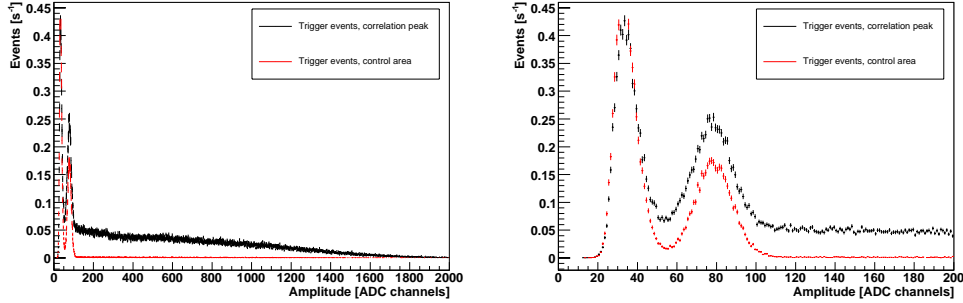 Events [s⁻¹]
0.45
0.4
0.35
0.3
0.25
0.2
0.15
0.1
0.05
0
Trigger events, correlation peak
Trigger events, control area
0 200 400 600 800 1000 1200 1400 1600 1800 2000
Amplitude [ADC channels]
Events [s⁻¹]
0.45
0.4
0.35
0.3
0.25
0.2
0.15
0.1
0.05
0
Trigger events, correlation peak
Trigger events, control area
0 20 40 60 80 100 120 140 160 180 200
Amplitude [ADC channels]